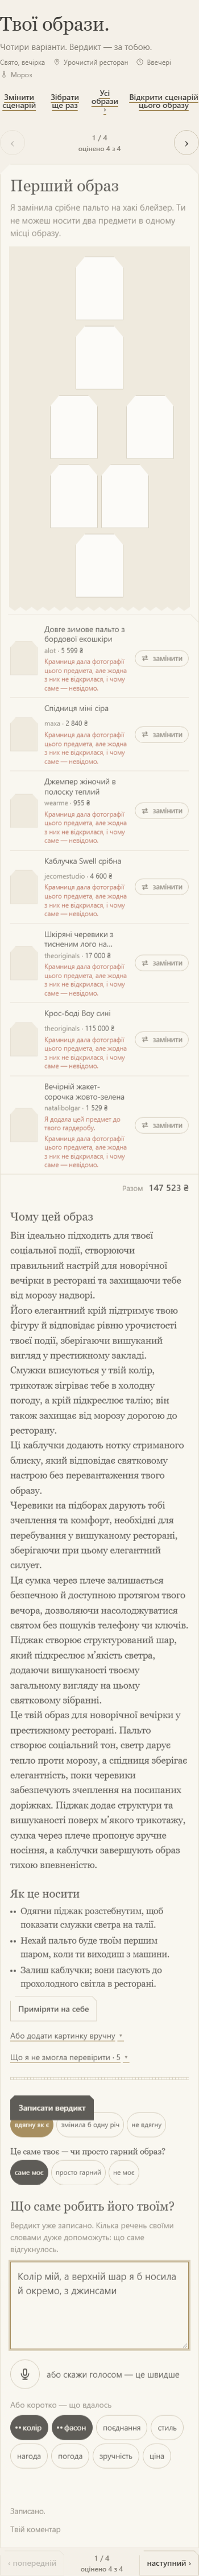 Твої образи.
Чотири варіанти. Вердикт — за тобою.
Свято, вечірка
Урочистий ресторан
Ввечері
Мороз
Змінити сценарій
Зібрати ще раз
Усі образи ›
Відкрити сценарій цього образу
‹
1 / 4
оцінено 4 з 4
›
Перший образ
Я замінила срібне пальто на хакі блейзер. Ти
не можеш носити два предмети в одному
місці образу.
Довге зимове пальто з
бордової екошкіри
alot · 5 599 ₴
Крамниця дала фотографії
цього предмета, але жодна
з них не відкрилася, і чому
саме — невідомо.
⇄ замінити
Спідниця міні сіра
maxa · 2 840 ₴
Крамниця дала фотографії
цього предмета, але жодна
з них не відкрилася, і чому
саме — невідомо.
⇄ замінити
Джемпер жіночий в
полоску теплий
wearme · 955 ₴
Крамниця дала фотографії
цього предмета, але жодна
з них не відкрилася, і чому
саме — невідомо.
⇄ замінити
Каблучка Swell срібна
jecomestudio · 4 600 ₴
Крамниця дала фотографії
цього предмета, але жодна
з них не відкрилася, і чому
саме — невідомо.
⇄ замінити
Шкіряні черевики з
тисненим лого на…
theoriginals · 17 000 ₴
Крамниця дала фотографії
цього предмета, але жодна
з них не відкрилася, і чому
саме — невідомо.
⇄ замінити
Крос-боді Boy сині
theoriginals · 115 000 ₴
Крамниця дала фотографії
цього предмета, але жодна
з них не відкрилася, і чому
саме — невідомо.
⇄ замінити
Вечірній жакет-
сорочка жовто-зелена
natalibolgar · 1 529 ₴
Я додала цей предмет до
твого гардеробу.
Крамниця дала фотографії
цього предмета, але жодна
з них не відкрилася, і чому
саме — невідомо.
⇄ замінити
Разом 147 523 ₴
Чому цей образ
Він ідеально підходить для твоєї
соціальної події, створюючи
правильний настрій для новорічної
вечірки в ресторані та захищаючи тебе
від морозу надворі.
Його елегантний крій підтримує твою
фігуру й відповідає рівню урочистості
твоєї події, зберігаючи вишуканий
вигляд у престижному закладі.
Смужки вписуються у твій колір,
трикотаж зігріває тебе в холодну
погоду, а крій підкреслює талію; він
також захищає від морозу дорогою до
ресторану.
Ці каблучки додають нотку стриманого
блиску, який відповідає святковому
настрою без перевантаження твого
образу.
Черевики на підборах дарують тобі
зчеплення та комфорт, необхідні для
перебування у вишуканому ресторані,
зберігаючи при цьому елегантний
силует.
Ця сумка через плече залишається
безпечною й доступною протягом твого
вечора, дозволяючи насолоджуватися
святом без пошуків телефону чи ключів.
Піджак створює структурований шар,
який підкреслює м’якість светра,
додаючи вишуканості твоєму
загальному вигляду на цьому
святковому зібранні.
Це твій образ для новорічної вечірки у
престижному ресторані. Пальто
створює соціальний тон, светр дарує
тепло проти морозу, а спідниця зберігає
елегантність, поки черевики
забезпечують зчеплення на посипаних
доріжках. Піджак додає структури та
вишуканості поверх м’якого трикотажу,
сумка через плече пропонує зручне
носіння, а каблучки завершують образ
тихою впевненістю.
Як це носити
Одягни піджак розстебнутим, щоб
показати смужки светра на талії.
Нехай пальто буде твоїм першим
шаром, коли ти виходиш з машини.
Залиш каблучки; вони пасують до
прохолодного світла в ресторані.
Приміряти на себе
Або додати картинку вручну
Що я не змогла перевірити · 5
Записати вердикт
вдягну як є
змінила б одну річ
не вдягну
Це саме твоє — чи просто гарний образ?
саме моє
просто гарний
не моє
Що саме робить його твоїм?
Вердикт уже записано. Кілька речень своїми
словами дуже допоможуть: що саме
відгукнулось.
Колір мій, а верхній шар я б носила
й окремо, з джинсами
або скажи голосом — це швидше
Або коротко — що вдалось
колір
фасон
поєднання
стиль
нагода
погода
зручність
ціна
Записано.
Твій коментар
‹ попередній
1 / 4
оцінено 4 з 4
наступний ›